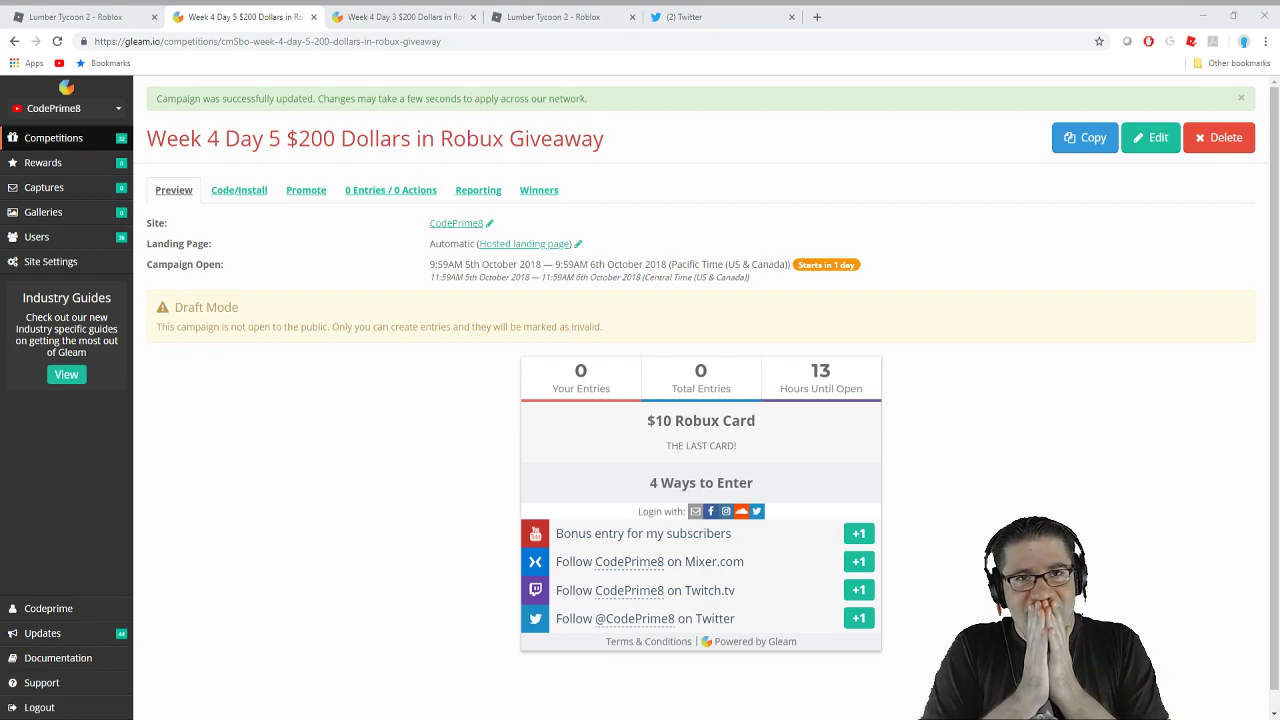 Lumber Tycoon 2 - Roblox
Week 4 Day 5 $200 Dollars in Ro
Week 4 Day 3 $200 Dollars in Ro
Lumber Tycoon 2 - Roblox
(2) Twitter
https://gleam.io/competitions/cmSbo-week-4-day-5-200-dollars-in-robux-giveaway
Apps
Bookmarks
Other bookmarks
CodePrime8
Competitions 32
Rewards 0
Captures 0
Galleries 0
Users 36
Site Settings
Industry Guides
Check out our new
Industry specific guides
on getting the most out
of Gleam
View
Codeprime
Updates 44
Documentation
Support
Logout
Campaign was successfully updated. Changes may take a few seconds to apply across our network.
Week 4 Day 5 $200 Dollars in Robux Giveaway
Copy Edit Delete
Preview Code/Install Promote 0 Entries / 0 Actions Reporting Winners
Site: CodePrime8
Landing Page: Automatic (Hosted landing page)
Campaign Open: 9:59AM 5th October 2018 — 9:59AM 6th October 2018 (Pacific Time (US & Canada)) Starts in 1 day
11:59AM 5th October 2018 — 11:59AM 6th October 2018 (Central Time (US & Canada))
Draft Mode
This campaign is not open to the public. Only you can create entries and they will be marked as invalid.
0 0 13
Your Entries Total Entries Hours Until Open
$10 Robux Card
THE LAST CARD!
4 Ways to Enter
Login with:
Bonus entry for my subscribers +1
Follow CodePrime8 on Mixer.com +1
Follow CodePrime8 on Twitch.tv +1
Follow @CodePrime8 on Twitter +1
Terms & Conditions | Powered by Gleam